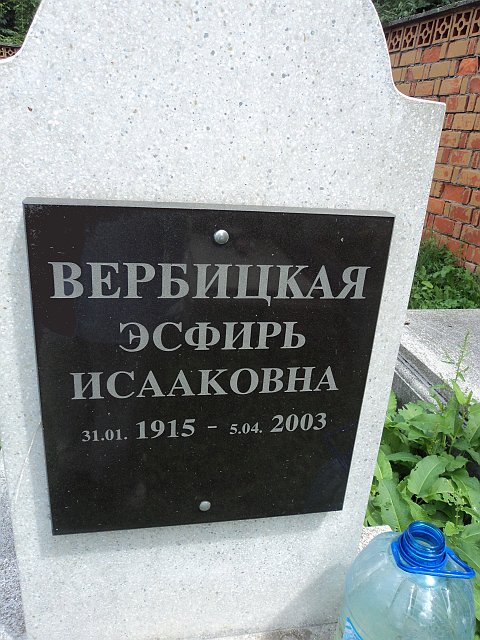 ВЕРБИЦКАЯ
ЭСФИРЬ
ИСААКОВНА
31.01. 1915 - 5.04. 2003